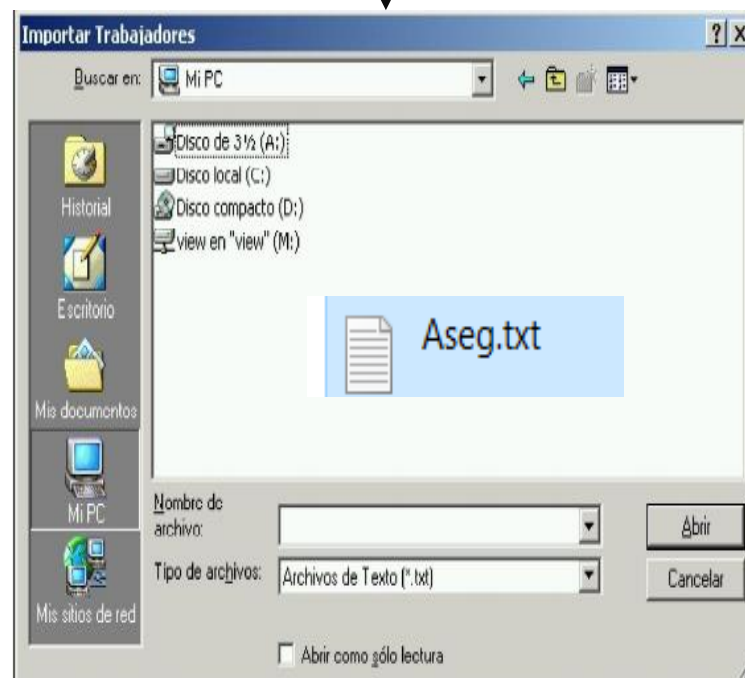 Importar Trabajadores
Buscar en: Mi PC
Disco de 3½ (A:)
Disco local (C:)
Disco compacto (D:)
view en "view" (M:)
Historial
Escritorio
Mis documentos
Mi PC
Mis sitios de red
Aseg.txt
Nombre de archivo:
Tipo de archivos: Archivos de Texto (*.txt)
Abrir como sólo lectura
Abrir
Cancelar